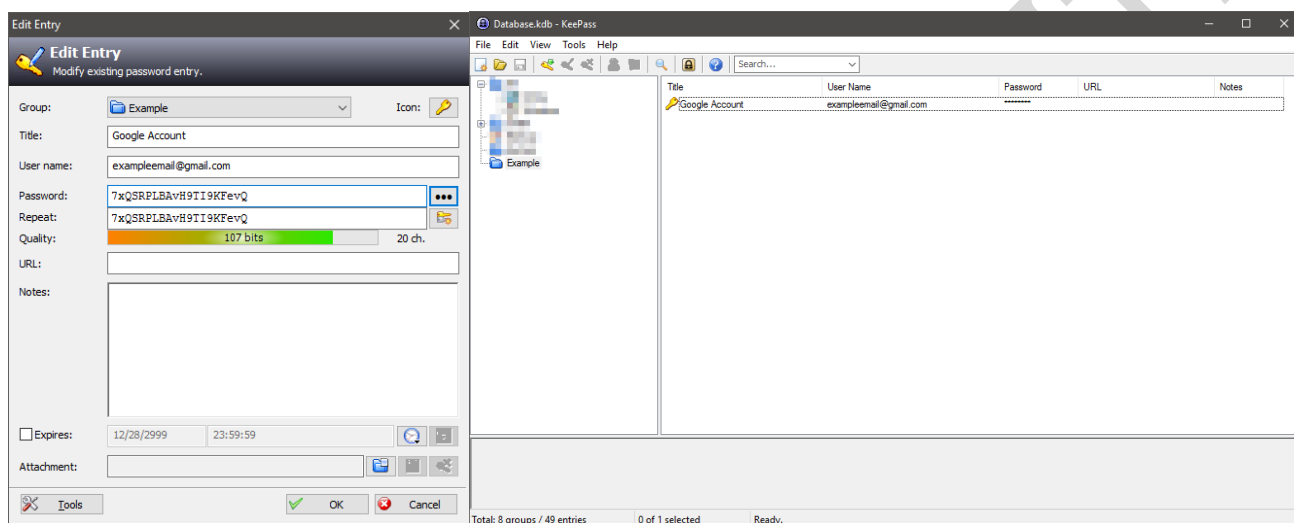 Edit Entry
Edit Entry
Modify existing password entry.
Group: Example Icon:
Title: Google Account
User name: exampleemail@gmail.com
Password: 7xQSRPLBAvH9TI9KFevQ
Repeat: 7xQSRPLBAvH9TI9KFevQ
Quality: 107 bits 20 ch.
URL:
Notes:
Expires: 12/28/2999 23:59:59
Attachment:
Tools OK Cancel
Database.kdb - KeePass
File Edit View Tools Help
Search...
Example
Title User Name Password URL Notes
Google Account exampleemail@gmail.com ********
Total: 8 groups / 49 entries 0 of 1 selected Ready.